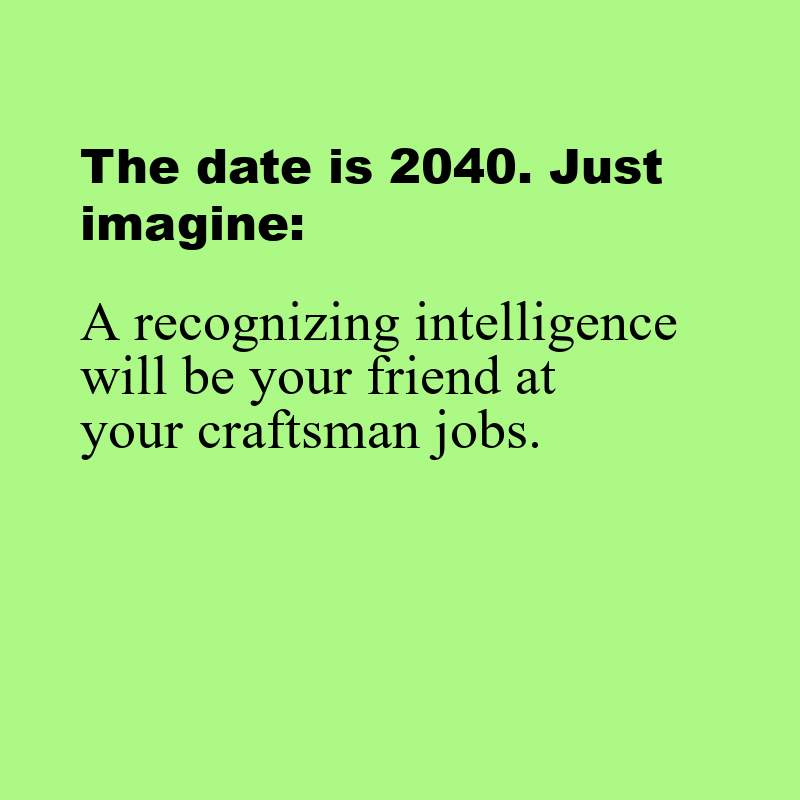 The date is 2040. Just
imagine:
A recognizing intelligence
will be your friend at
your craftsman jobs.